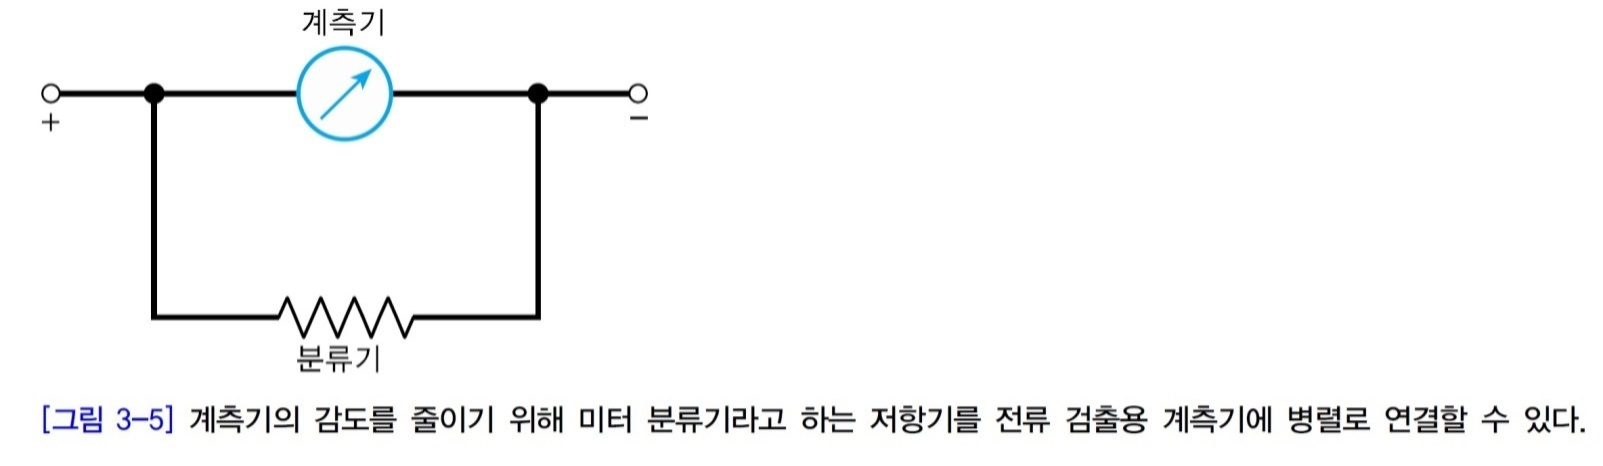 계측기
+
−
분류기
[그림 3-5] 계측기의 감도를 줄이기 위해 미터 분류기라고 하는 저항기를 전류 검출용 계측기에 병렬로 연결할 수 있다.